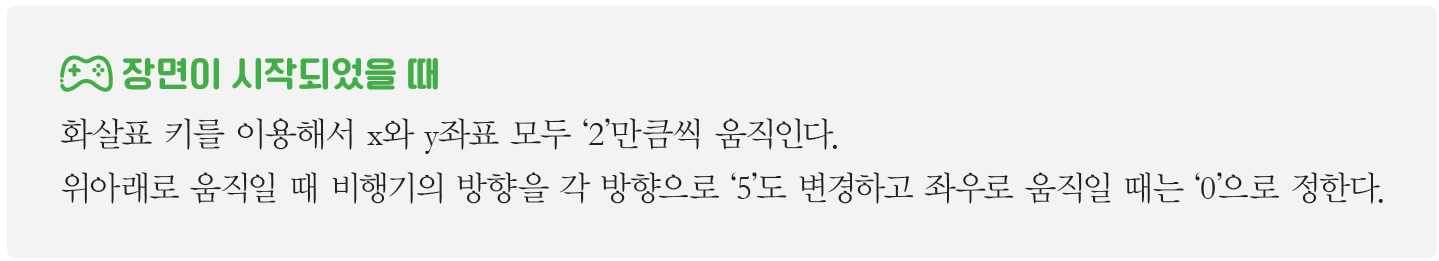 장면이 시작되었을 때
화살표 키를 이용해서 x와 y좌표 모두 ‘2’만큼씩 움직인다.
위아래로 움직일 때 비행기의 방향을 각 방향으로 ‘5’도 변경하고 좌우로 움직일 때는 ‘0’으로 정한다.